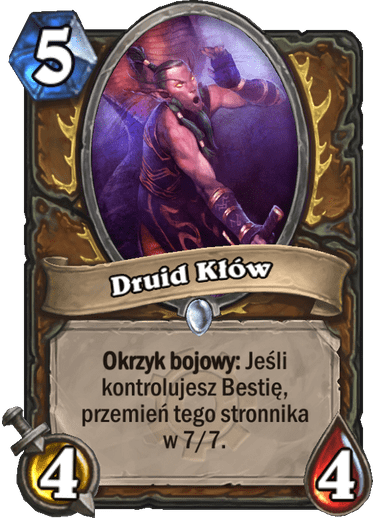 5
Druid Kłów
Okrzyk bojowy: Jeśli
kontrolujesz Bestię,
przemień tego stronnika
w 7/7.
4
4